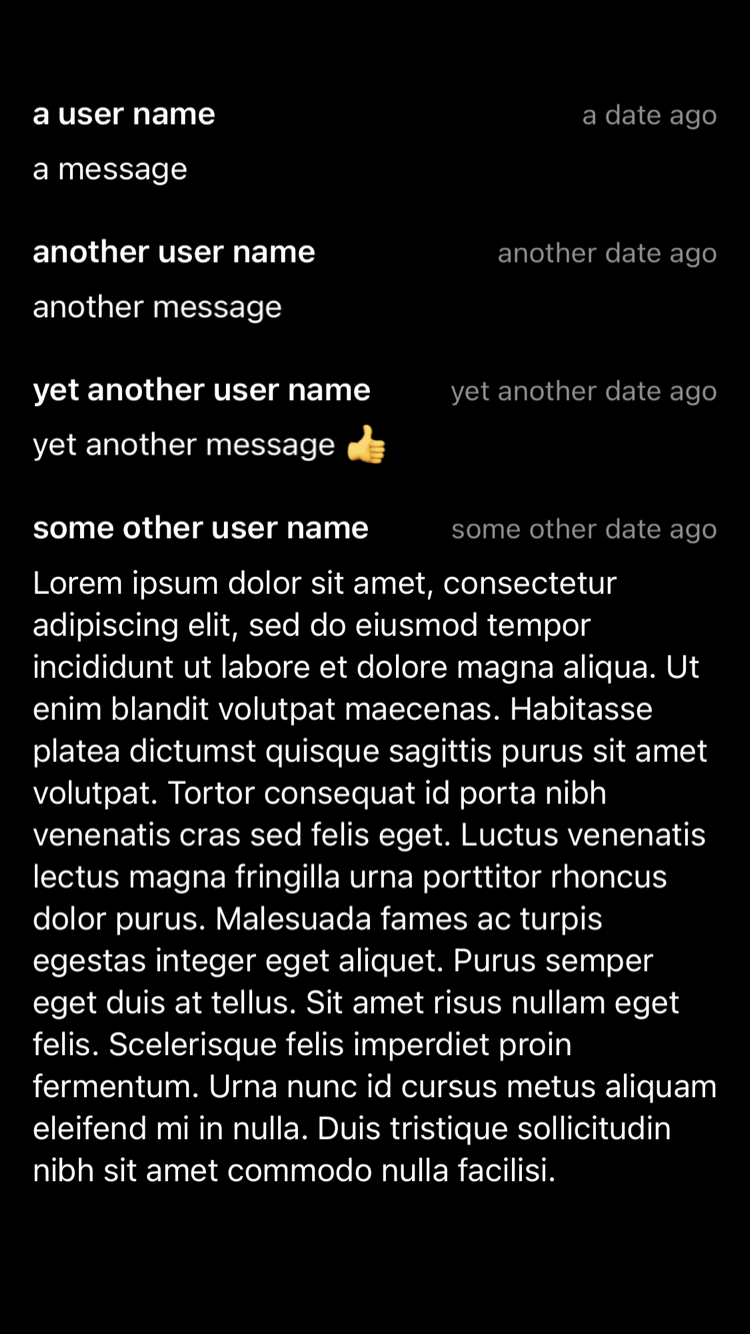 a user name a date ago
a message
another user name another date ago
another message
yet another user name yet another date ago
yet another message 👍
some other user name some other date ago
Lorem ipsum dolor sit amet, consectetur
adipiscing elit, sed do eiusmod tempor
incididunt ut labore et dolore magna aliqua. Ut
enim blandit volutpat maecenas. Habitasse
platea dictumst quisque sagittis purus sit amet
volutpat. Tortor consequat id porta nibh
venenatis cras sed felis eget. Luctus venenatis
lectus magna fringilla urna porttitor rhoncus
dolor purus. Malesuada fames ac turpis
egestas integer eget aliquet. Purus semper
eget duis at tellus. Sit amet risus nullam eget
felis. Scelerisque felis imperdiet proin
fermentum. Urna nunc id cursus metus aliquam
eleifend mi in nulla. Duis tristique sollicitudin
nibh sit amet commodo nulla facilisi.